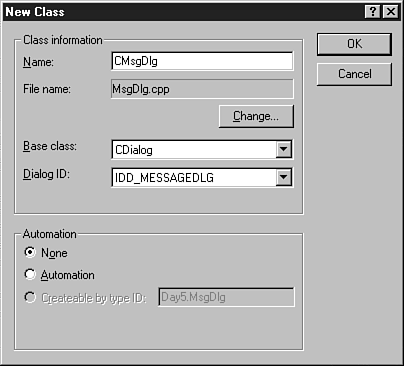 New Class
Class information
Name:
CMsgDlg
File name:
MsgDlg.cpp
Change...
Base class:
CDialog
Dialog ID:
IDD_MESSAGEDLG
OK
Cancel
Automation
None
Automation
Createable by type ID:
Day5.MsgDlg